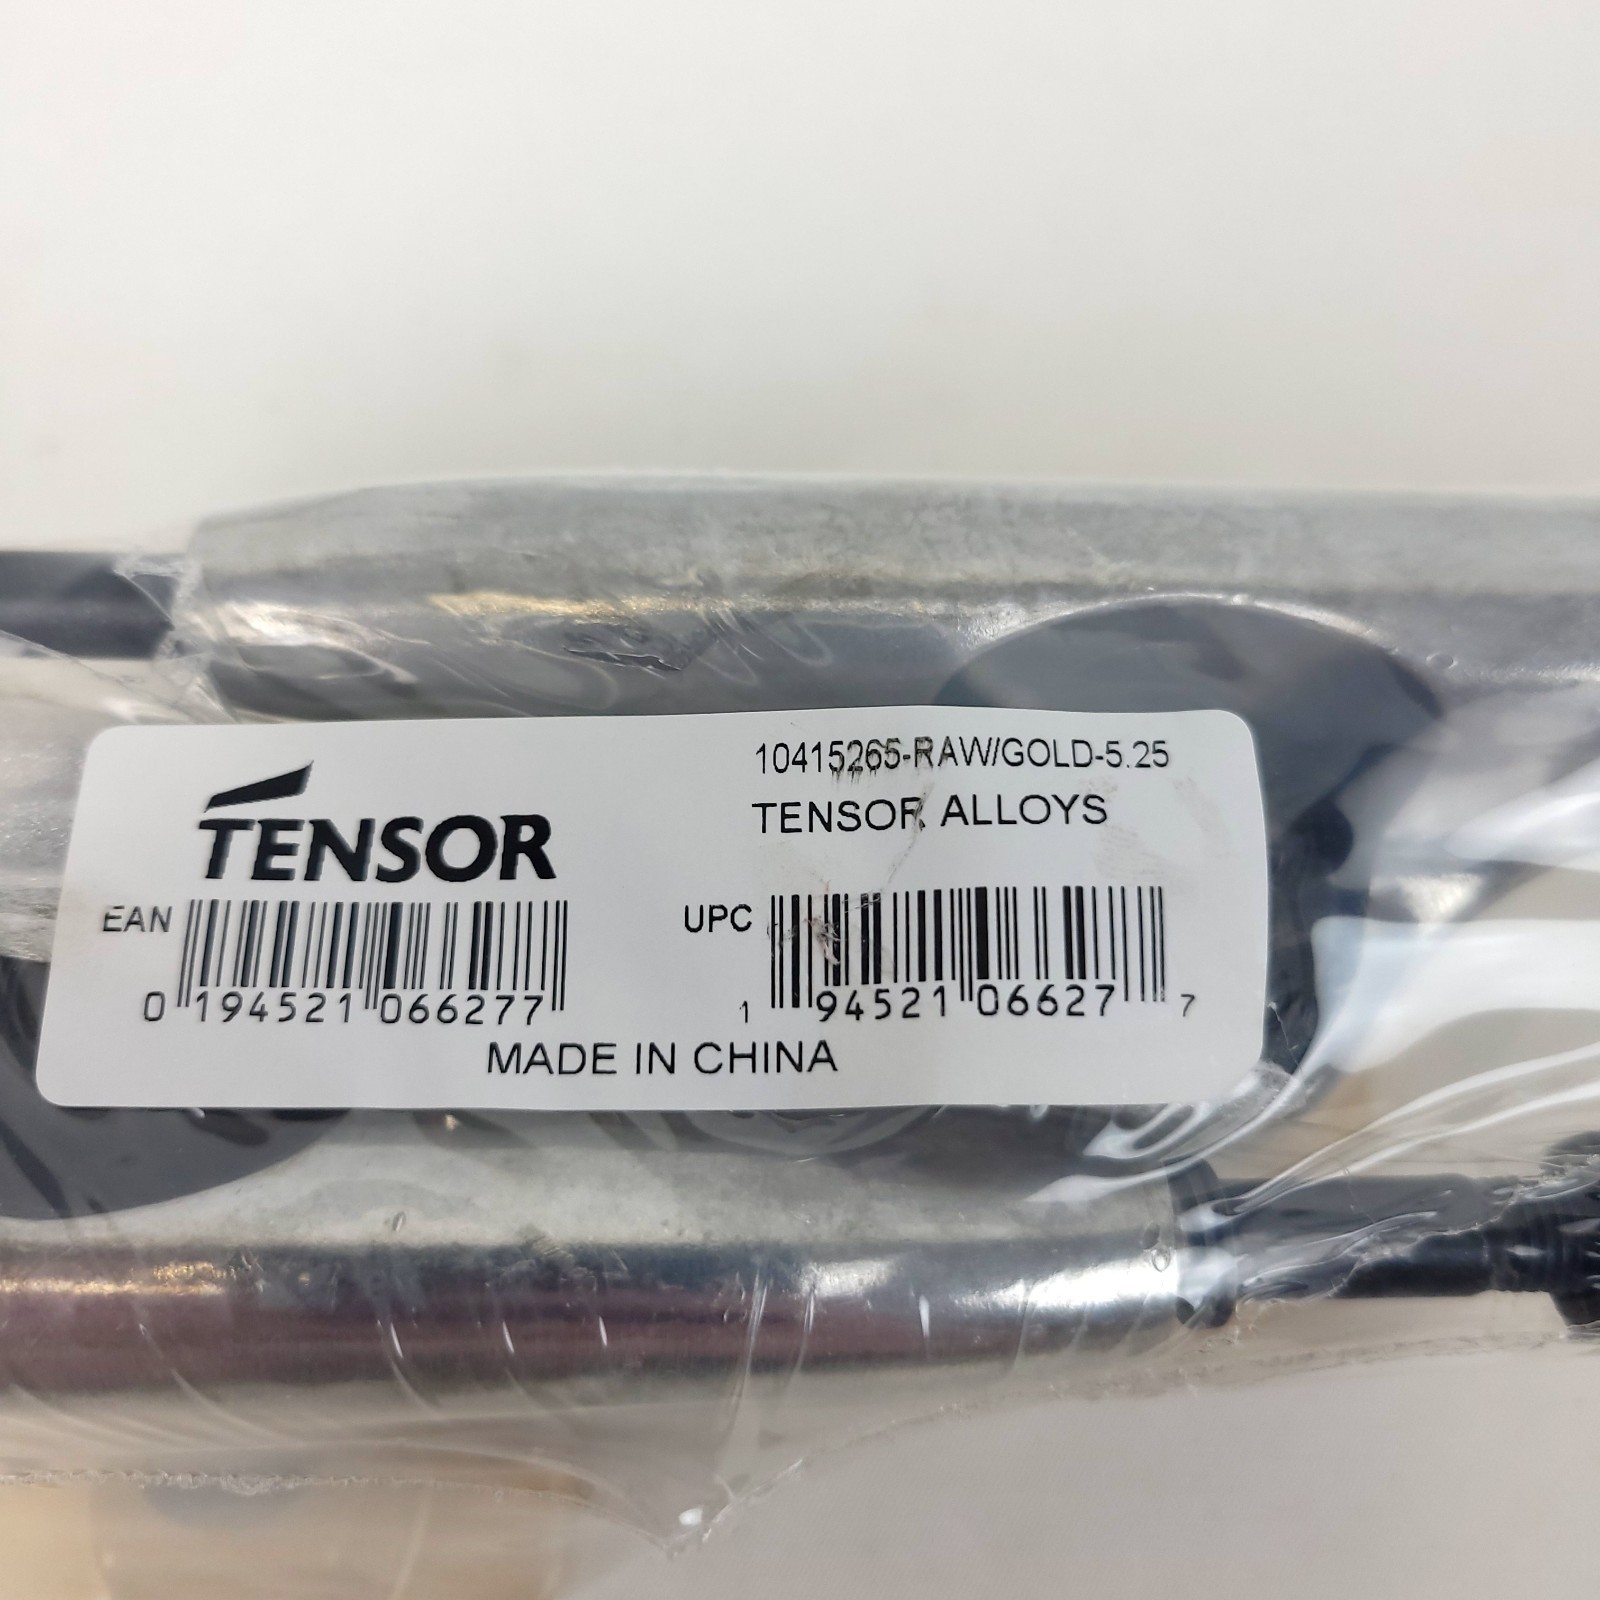 TENSOR
10415265-RAW/GOLD-5.25
TENSOR ALLOYS
EAN
0 194521 066277
UPC
1 94521 06627 7
MADE IN CHINA